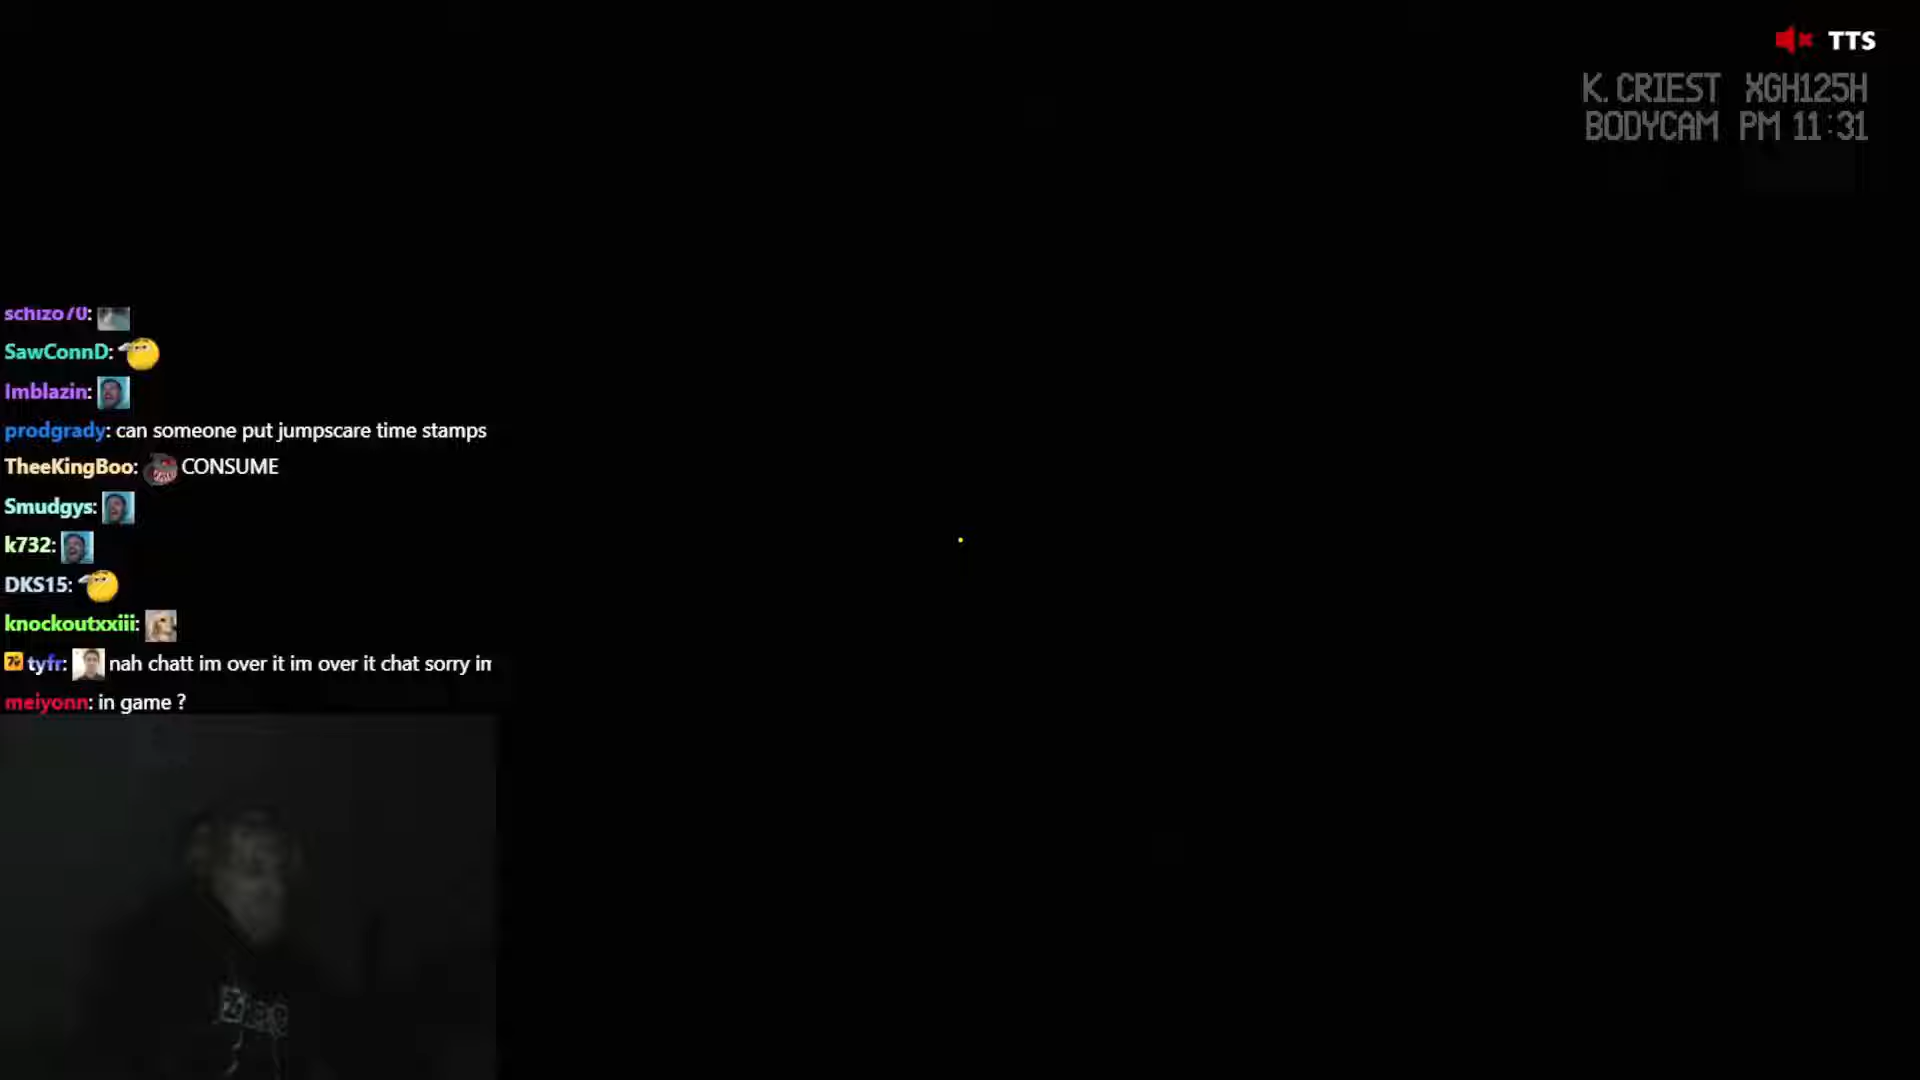 TTS
K. CRIEST XGH125H
BODYCAM PM 11:31
schizo70:
SawConnD:
Imblazin:
prodgrady: can someone put jumpscare time stamps
TheeKingBoo: CONSUME
Smudgys:
k732:
DKS15:
knockoutxxiii:
tyfr: nah chatt im over it im over it chat sorry im
meiyonn: in game ?